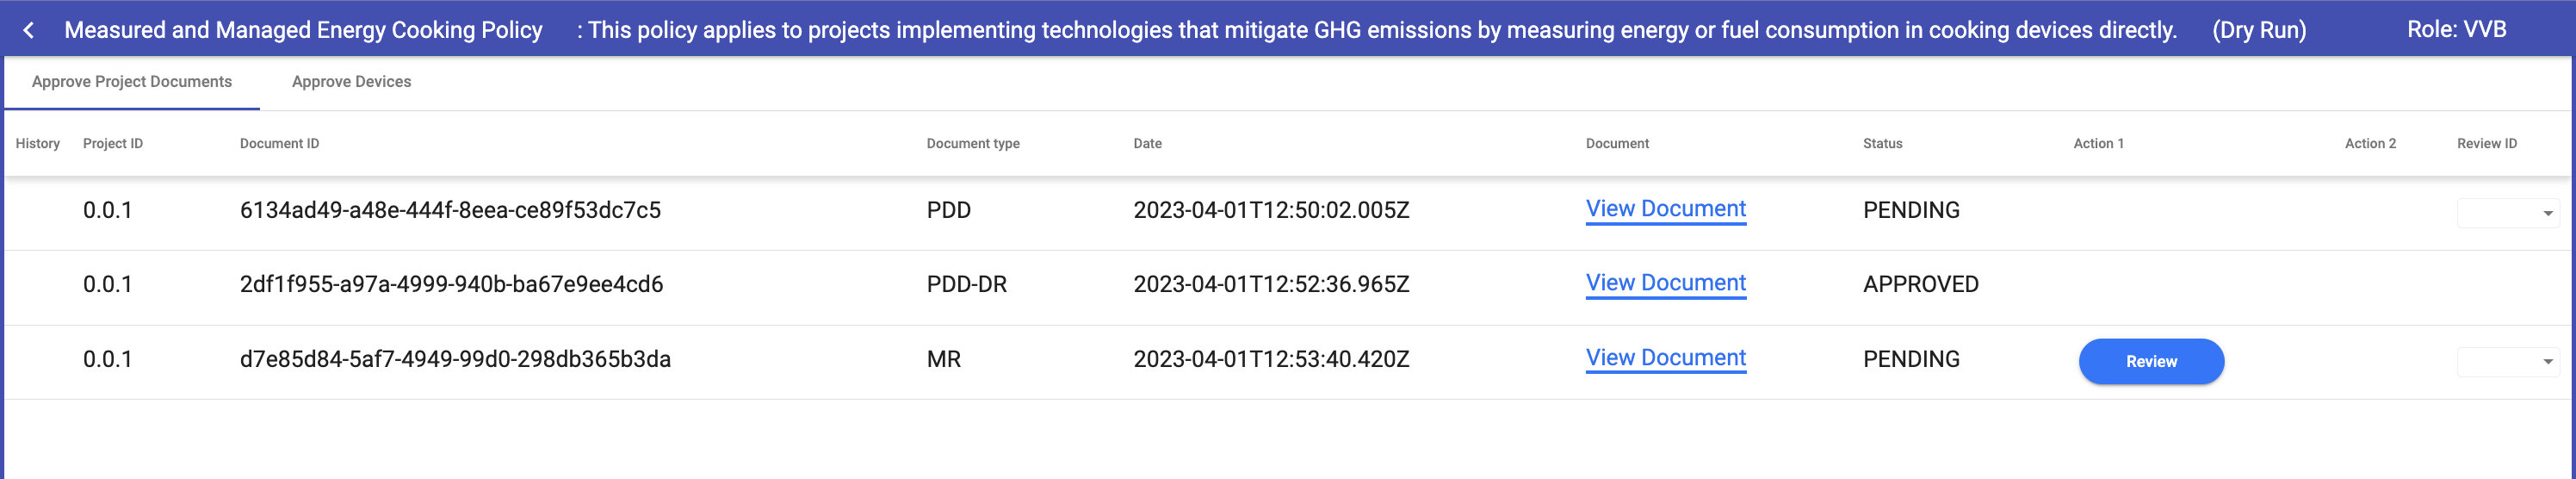 Measured and Managed Energy Cooking Policy : This policy applies to projects implementing technologies that mitigate GHG emissions by measuring energy or fuel consumption in cooking devices directly. (Dry Run) Role: VVB
Approve Project Documents Approve Devices
History Project ID Document ID Document type Date Document Status Action 1 Action 2 Review ID
0.0.1 6134ad49-a48e-444f-8eea-ce89f53dc7c5 PDD 2023-04-01T12:50:02.005Z View Document PENDING
0.0.1 2df1f955-a97a-4999-940b-ba67e9ee4cd6 PDD-DR 2023-04-01T12:52:36.965Z View Document APPROVED
0.0.1 d7e85d84-5af7-4949-99d0-298db365b3da MR 2023-04-01T12:53:40.420Z View Document PENDING Review